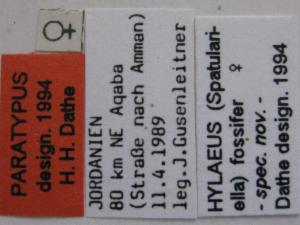 ♀
PARATYPUS
design. 1994
H. H. Dathe
JORDANIEN
80 km NE Aqaba
(Straße nach Amman)
11.4.1989
leg.J.Gusenleitner
HYLAEUS (Spatulari-
ella) fossifer ♀
- spec. nov. -
Dathe design. 1994